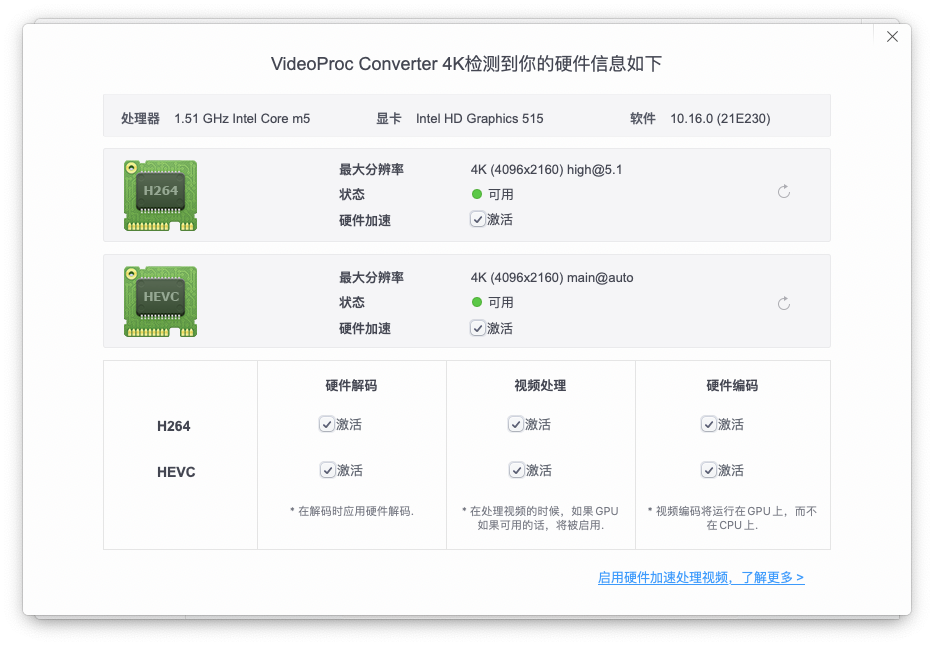 VideoProc Converter 4K检测到你的硬件信息如下
处理器 1.51 GHz Intel Core m5 显卡 Intel HD Graphics 515 软件 10.16.0 (21E230)
H264
最大分辨率 4K (4096x2160) high@5.1
状态 可用
硬件加速 激活
HEVC
最大分辨率 4K (4096x2160) main@auto
状态 可用
硬件加速 激活
硬件解码 视频处理 硬件编码
H264 激活 激活 激活
HEVC 激活 激活 激活
* 在解码时应用硬件解码.
* 在处理视频的时候，如果GPU
如果可用的话，将被启用.
* 视频编码将运行在GPU上，而不
在CPU上.
启用硬件加速处理视频，了解更多 >